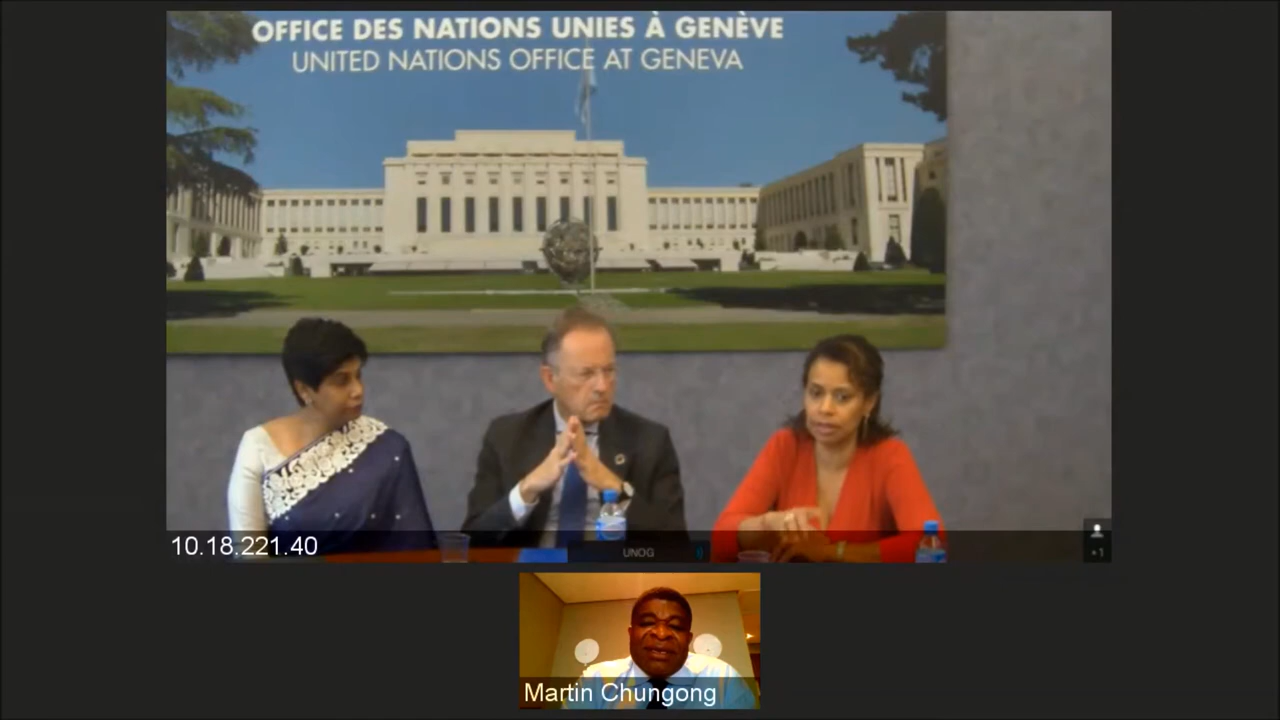 OFFICE DES NATIONS UNIES À GENÈVE
UNITED NATIONS OFFICE AT GENEVA
10.18.221.40
UNOG
+1
Martin Chungong